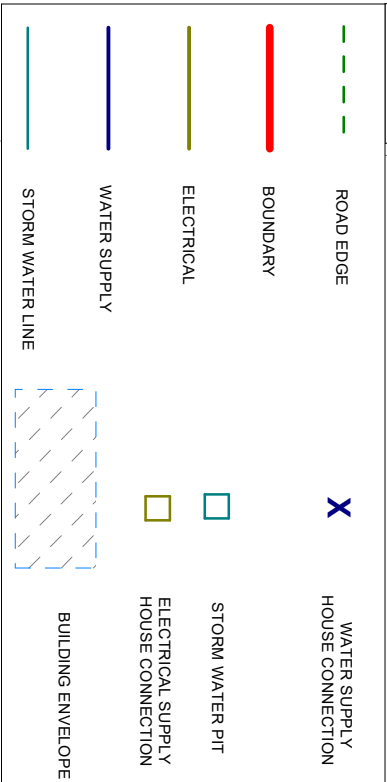 ROAD EDGE
BOUNDARY
ELECTRICAL
WATER SUPPLY
STORM WATER LINE
X
WATER SUPPLY
HOUSE CONNECTION
STORM WATER PIT
ELECTRICAL SUPPLY
HOUSE CONNECTION
BUILDING ENVELOPE